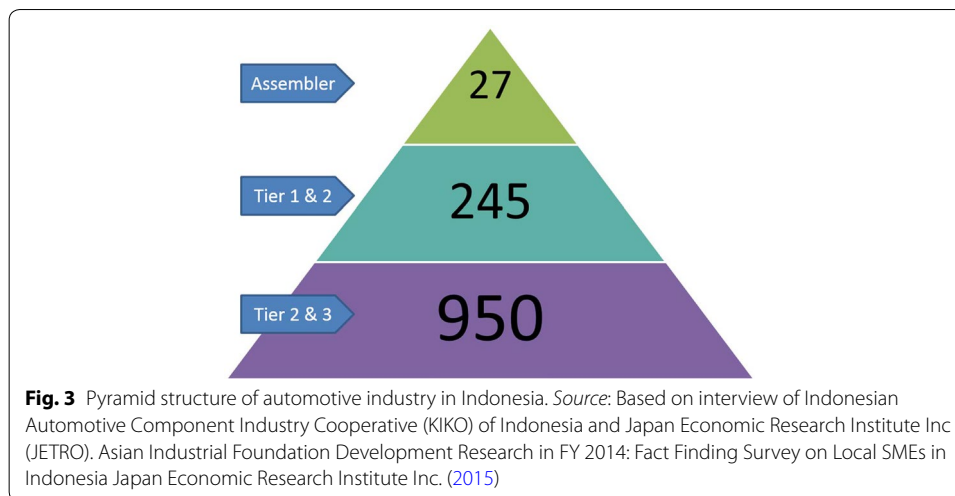 Assembler
27
Tier 1 & 2
245
Tier 2 & 3
950
Fig. 3 Pyramid structure of automotive industry in Indonesia. Source: Based on interview of Indonesian
Automotive Component Industry Cooperative (KIKO) of Indonesia and Japan Economic Research Institute Inc
(JETRO). Asian Industrial Foundation Development Research in FY 2014: Fact Finding Survey on Local SMEs in
Indonesia Japan Economic Research Institute Inc. (2015)